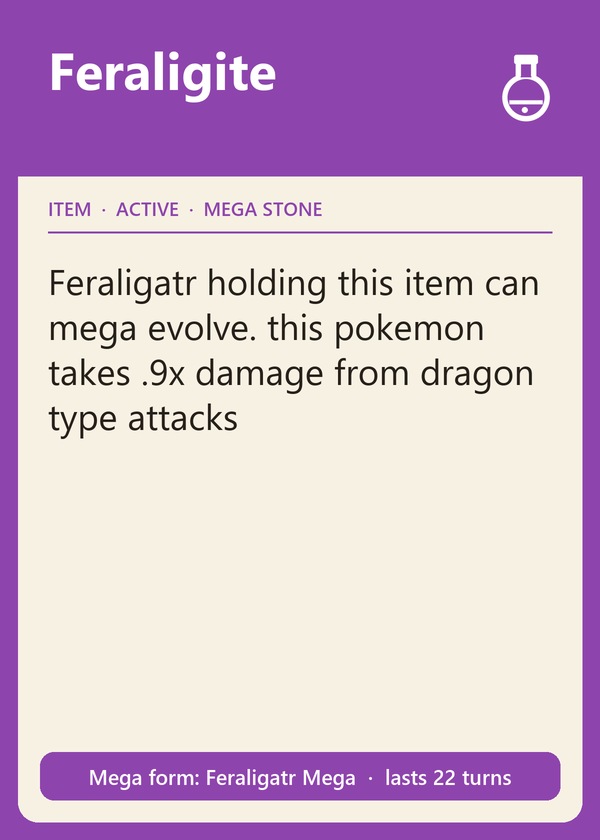 Feraligite
ITEM · ACTIVE · MEGA STONE
Feraligatr holding this item can
mega evolve. this pokemon
takes .9x damage from dragon
type attacks
Mega form: Feraligatr Mega · lasts 22 turns